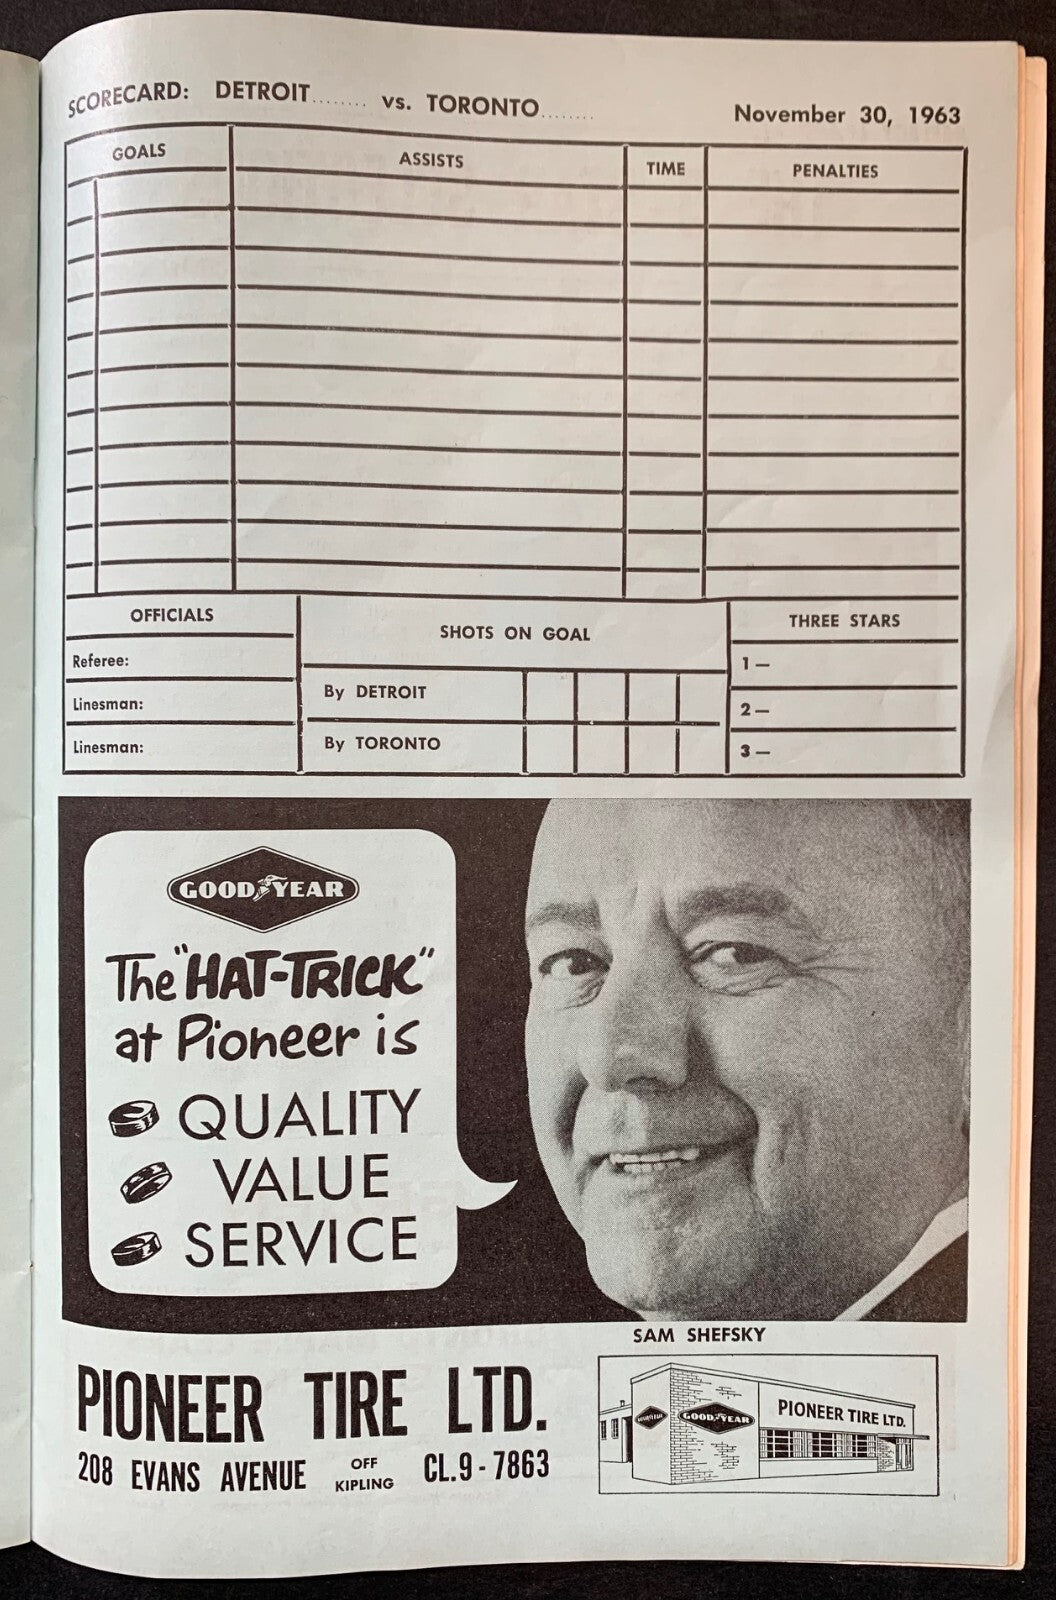 SCORECARD: DETROIT........ vs. TORONTO........ November 30, 1963
GOALS ASSISTS TIME PENALTIES
OFFICIALS SHOTS ON GOAL THREE STARS
Referee: 1 —
Linesman: By DETROIT 2 —
Linesman: By TORONTO 3 —
GOOD YEAR
The "HAT-TRICK"
at Pioneer is
QUALITY
VALUE
SERVICE
SAM SHEFSKY
PIONEER TIRE LTD.
208 EVANS AVENUE OFF KIPLING CL.9-7863
GOODYEAR GOOD YEAR PIONEER TIRE LTD.